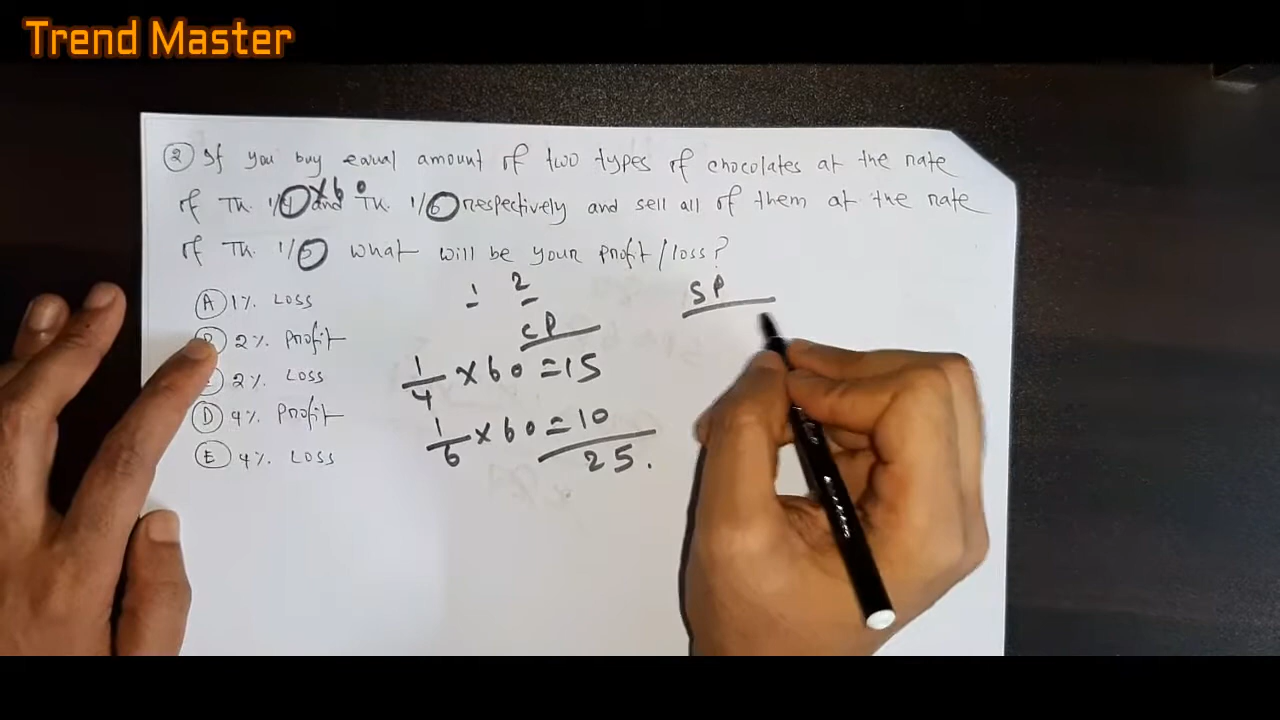 Trend Master
② If you buy equal amount of two types of chocolates at the rate
of Tk. 1/4 and Tk. 1/6 respectively and sell all of them at the rate
×60
of Tk. 1/5 what will be your profit/loss?
A 1% Loss
B 2% Profit
C 2% Loss
D 4% Profit
E 4% Loss
1 2
CP
1/4 × 60 = 15
1/6 × 60 = 10
25.
SP